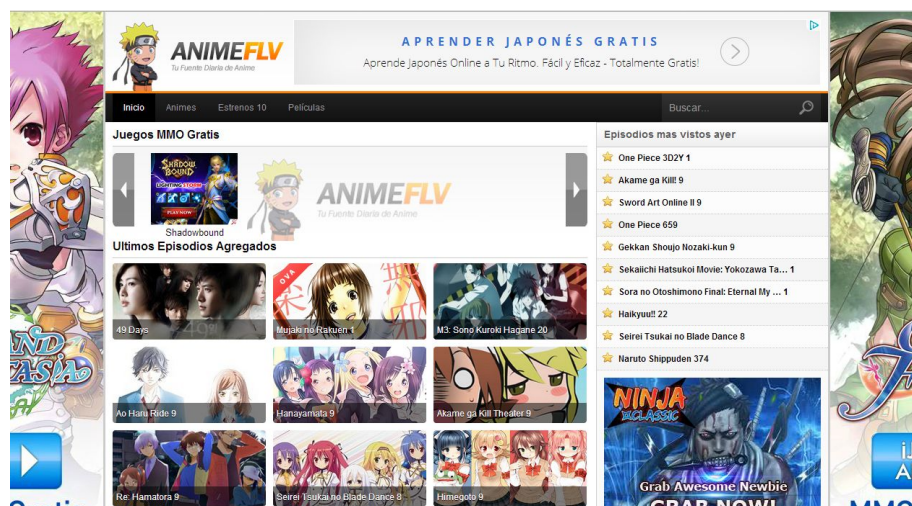 ANIMEFLV
Tu Fuente Diaria de Anime
APRENDER JAPONÉS GRATIS
Aprende Japonés Online a Tu Ritmo. Fácil y Eficaz - Totalmente Gratis!
Inicio Animes Estrenos 10 Películas Buscar...
Juegos MMO Gratis
SHADOW
BOUND
LIGHTING STORM
PLAY NOW
Shadowbound
ANIMEFLV
Tu Fuente Diaria de Anime
Ultimos Episodios Agregados
49 Days
OVA
Mujaki no Rakuen 1
M3: Sono Kuroki Hagane 20
Ao Haru Ride 9
Hanayamata 9
Akame ga Kill Theater 9
Re: Hamatora 9
Seirei Tsukai no Blade Dance 8
Himegoto 9
Episodios mas vistos ayer
One Piece 3D2Y 1
Akame ga Kill! 9
Sword Art Online II 9
One Piece 659
Gekkan Shoujo Nozaki-kun 9
Sekaiichi Hatsukoi Movie: Yokozawa Ta... 1
Sora no Otoshimono Final: Eternal My ... 1
Haikyuu!! 22
Seirei Tsukai no Blade Dance 8
Naruto Shippuden 374
NINJA
CLASSIC
Grab Awesome Newbie
GRAB NOW!
MMO